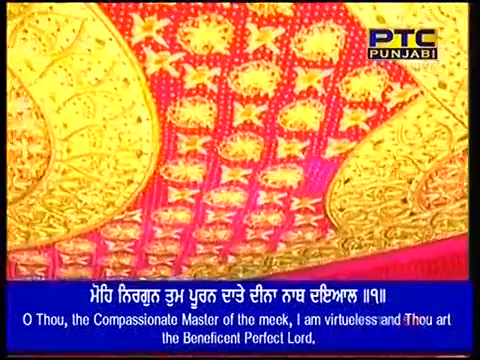 PTC
PUNJABI
ਮੋਹਿ ਨਿਰਗੁਨ ਤੁਮ ਪੂਰਨ ਦਾਤੇ ਦੀਨਾ ਨਾਥ ਦਇਆਲ ॥੧॥
O Thou, the Compassionate Master of the meek, I am virtueless and Thou art
the Beneficent Perfect Lord.